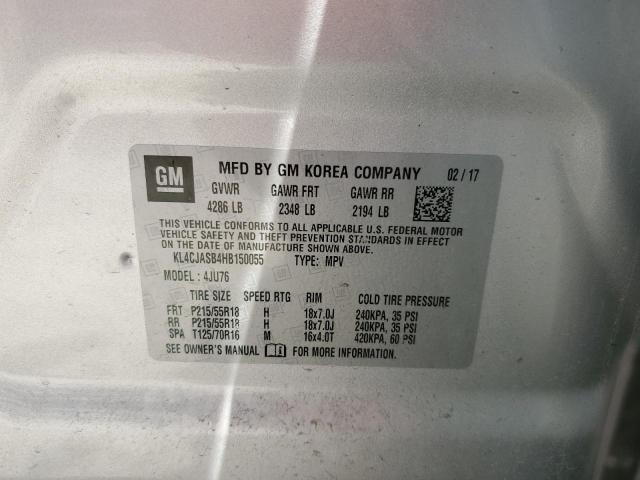 GM MFD BY GM KOREA COMPANY 02 / 17
GVWR GAWR FRT GAWR RR
4286 LB 2348 LB 2194 LB
THIS VEHICLE CONFORMS TO ALL APPLICABLE U.S. FEDERAL MOTOR
VEHICLE SAFETY AND THEFT PREVENTION STANDARDS IN
EFFECT ON THE DATE OF MANUFACTURE SHOWN ABOVE.
KL4CJASB4HB150055 TYPE: MPV
MODEL : 4JU76
TIRE SIZE SPEED RTG RIM COLD TIRE PRESSURE
FRT P215/55R18 H 18x7.0J 240KPA, 35 PSI
RR P215/55R18 H 18x7.0J 240KPA, 35 PSI
SPA T125/70R16 M 16x4.0T 420KPA, 60 PSI
SEE OWNER'S MANUAL FOR MORE INFORMATION